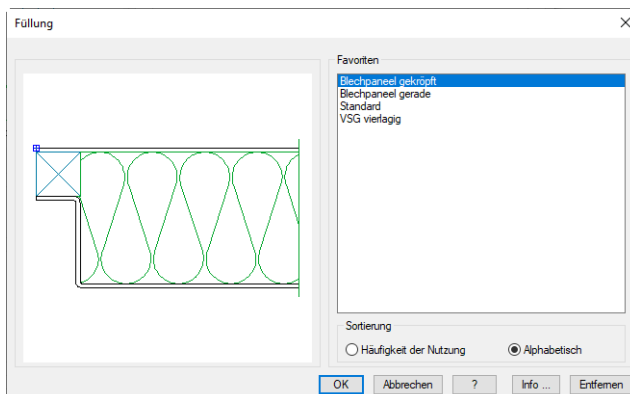 Füllung
Favoriten
Blechpaneel gekröpft
Blechpaneel gerade
Standard
VSG vierlagig
Sortierung
Häufigkeit der Nutzung
Alphabetisch
OK
Abbrechen
?
Info ...
Entfernen